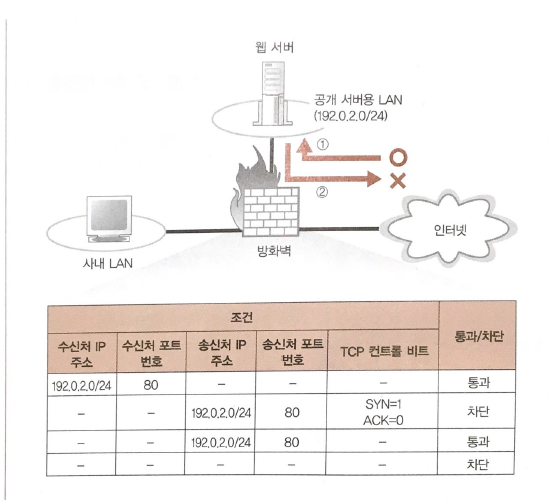 웹 서버
공개 서버용 LAN
(192.0.2.0/24)
①
②
사내 LAN
방화벽
인터넷
조건
통과/차단
수신처 IP 주소
수신처 포트 번호
송신처 IP 주소
송신처 포트 번호
TCP 컨트롤 비트
192.0.2.0/24 80 – – – 통과
– – 192.0.2.0/24 80 SYN=1 ACK=0 차단
– – 192.0.2.0/24 80 – 통과
– – – – – 차단